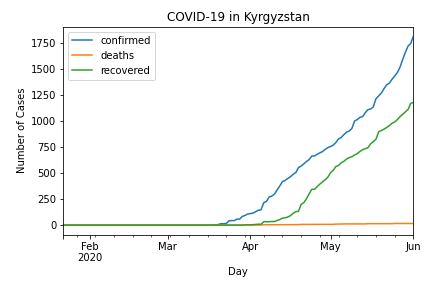 COVID-19 in Kyrgyzstan
confirmed
deaths
recovered
Number of Cases
1750
1500
1250
1000
750
500
250
0
Feb
2020
Mar
Apr
May
Jun
Day